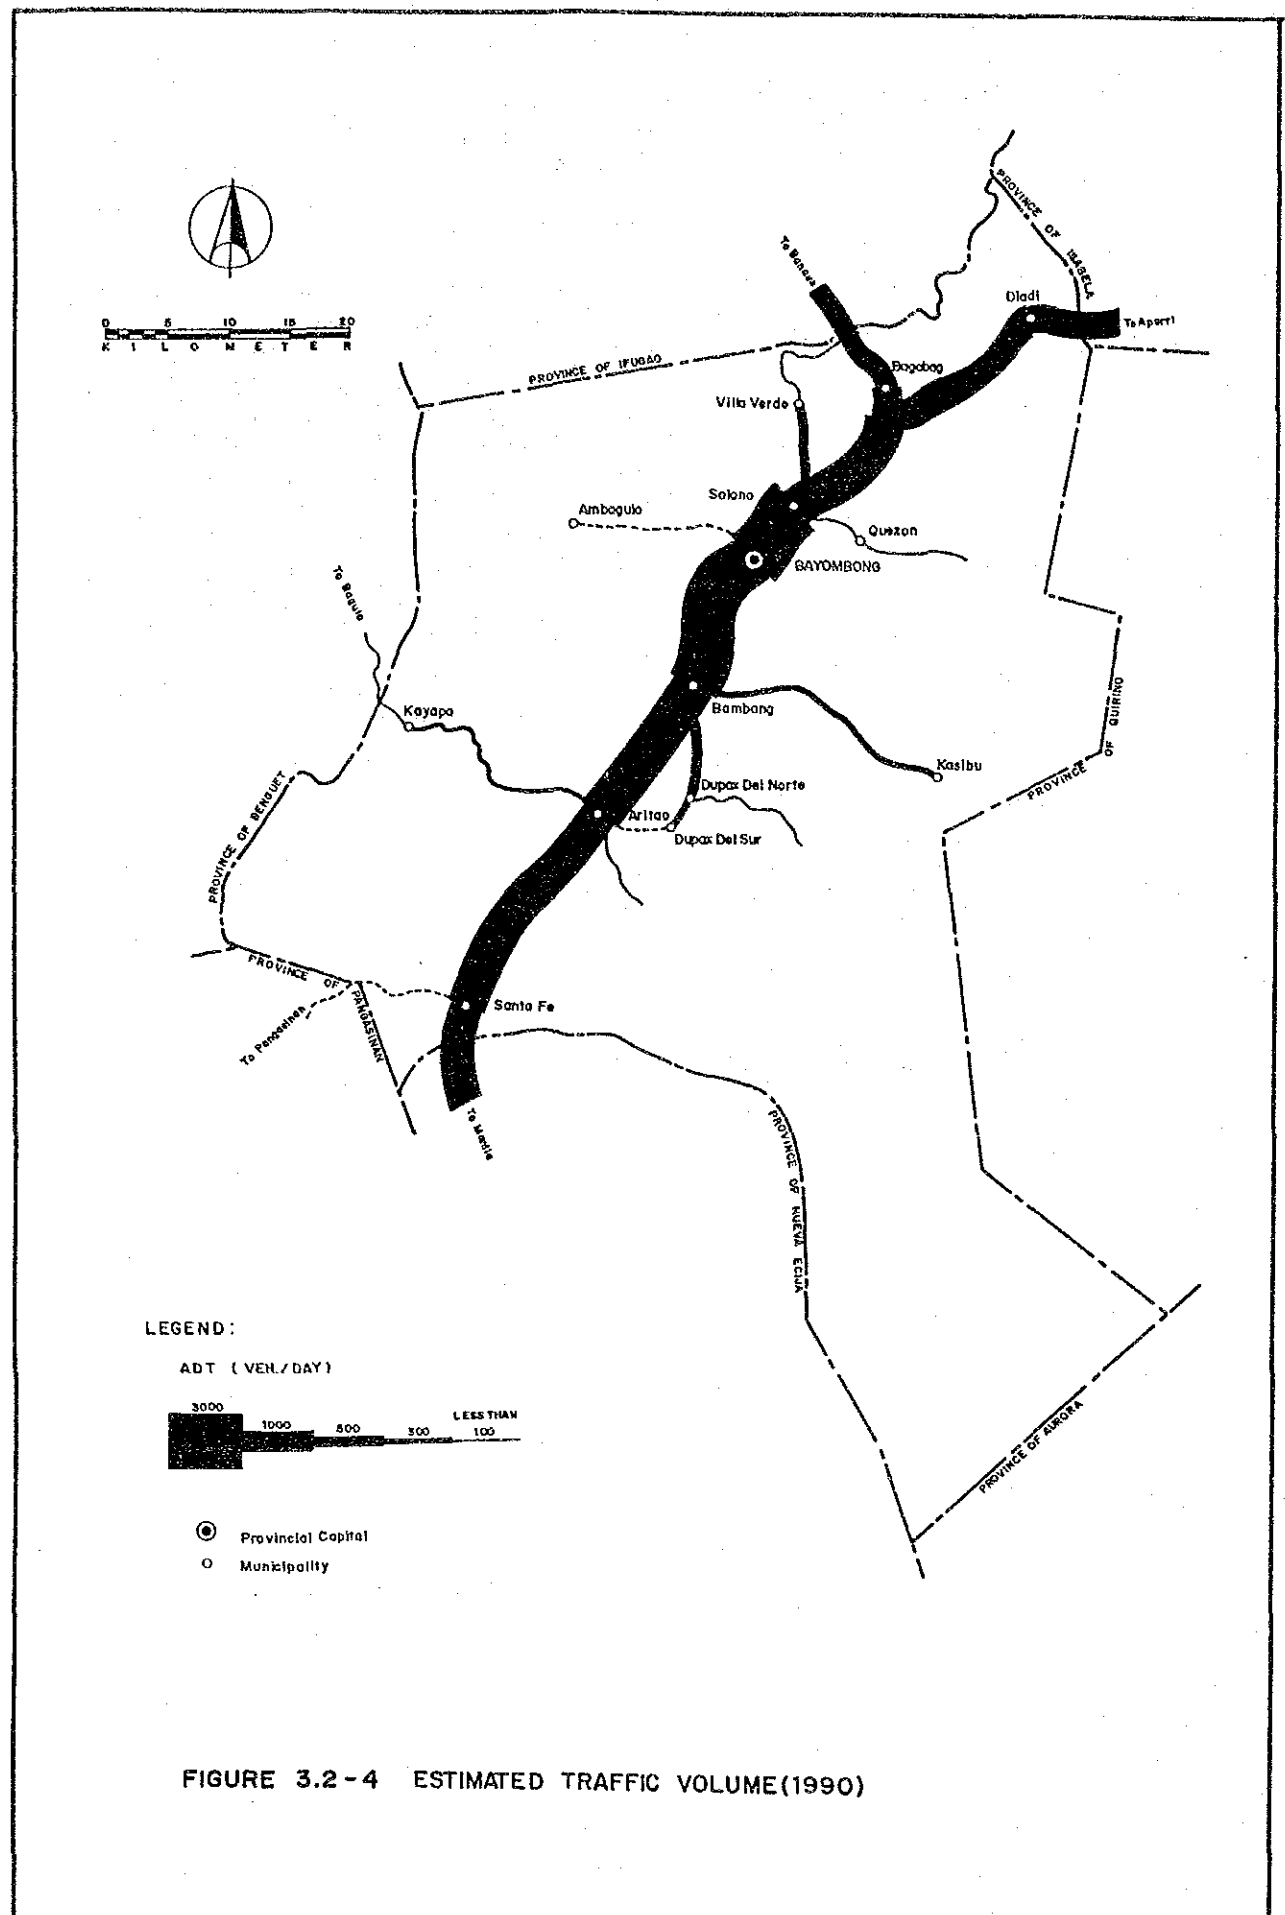 PROVINCE OF ISABELA
To Banaue
Diadi
To Aparri
0 5 10 15 20
KILOMETER
PROVINCE OF IFUGAO
Bagabag
Villa Verde
Solano
Ambaguio
Quezon
BAYOMBONG
To Baguio
Kayapa
Bambang
PROVINCE OF QUIRINO
Kasibu
Dupax Del Norte
Aritao
Dupax Del Sur
PROVINCE OF BENGUET
PROVINCE OF PANGASINAN
Santa Fe
To Pangasinan
To Manila
PROVINCE OF NUEVA ECIJA
PROVINCE OF AURORA
LEGEND:
ADT (VEH./DAY)
3000 1000 500 300 LESS THAN 100
Provincial Capital
Municipality
FIGURE 3.2-4 ESTIMATED TRAFFIC VOLUME(1990)